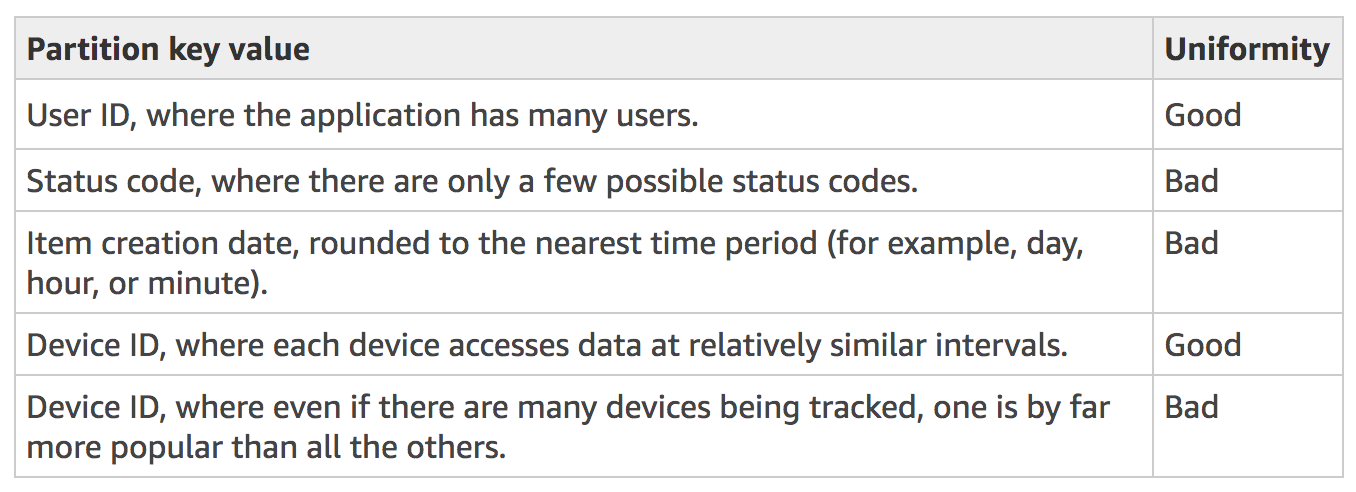 Partition key value Uniformity
User ID, where the application has many users. Good
Status code, where there are only a few possible status codes. Bad
Item creation date, rounded to the nearest time period (for example, day, Bad
hour, or minute).
Device ID, where each device accesses data at relatively similar intervals. Good
Device ID, where even if there are many devices being tracked, one is by far Bad
more popular than all the others.